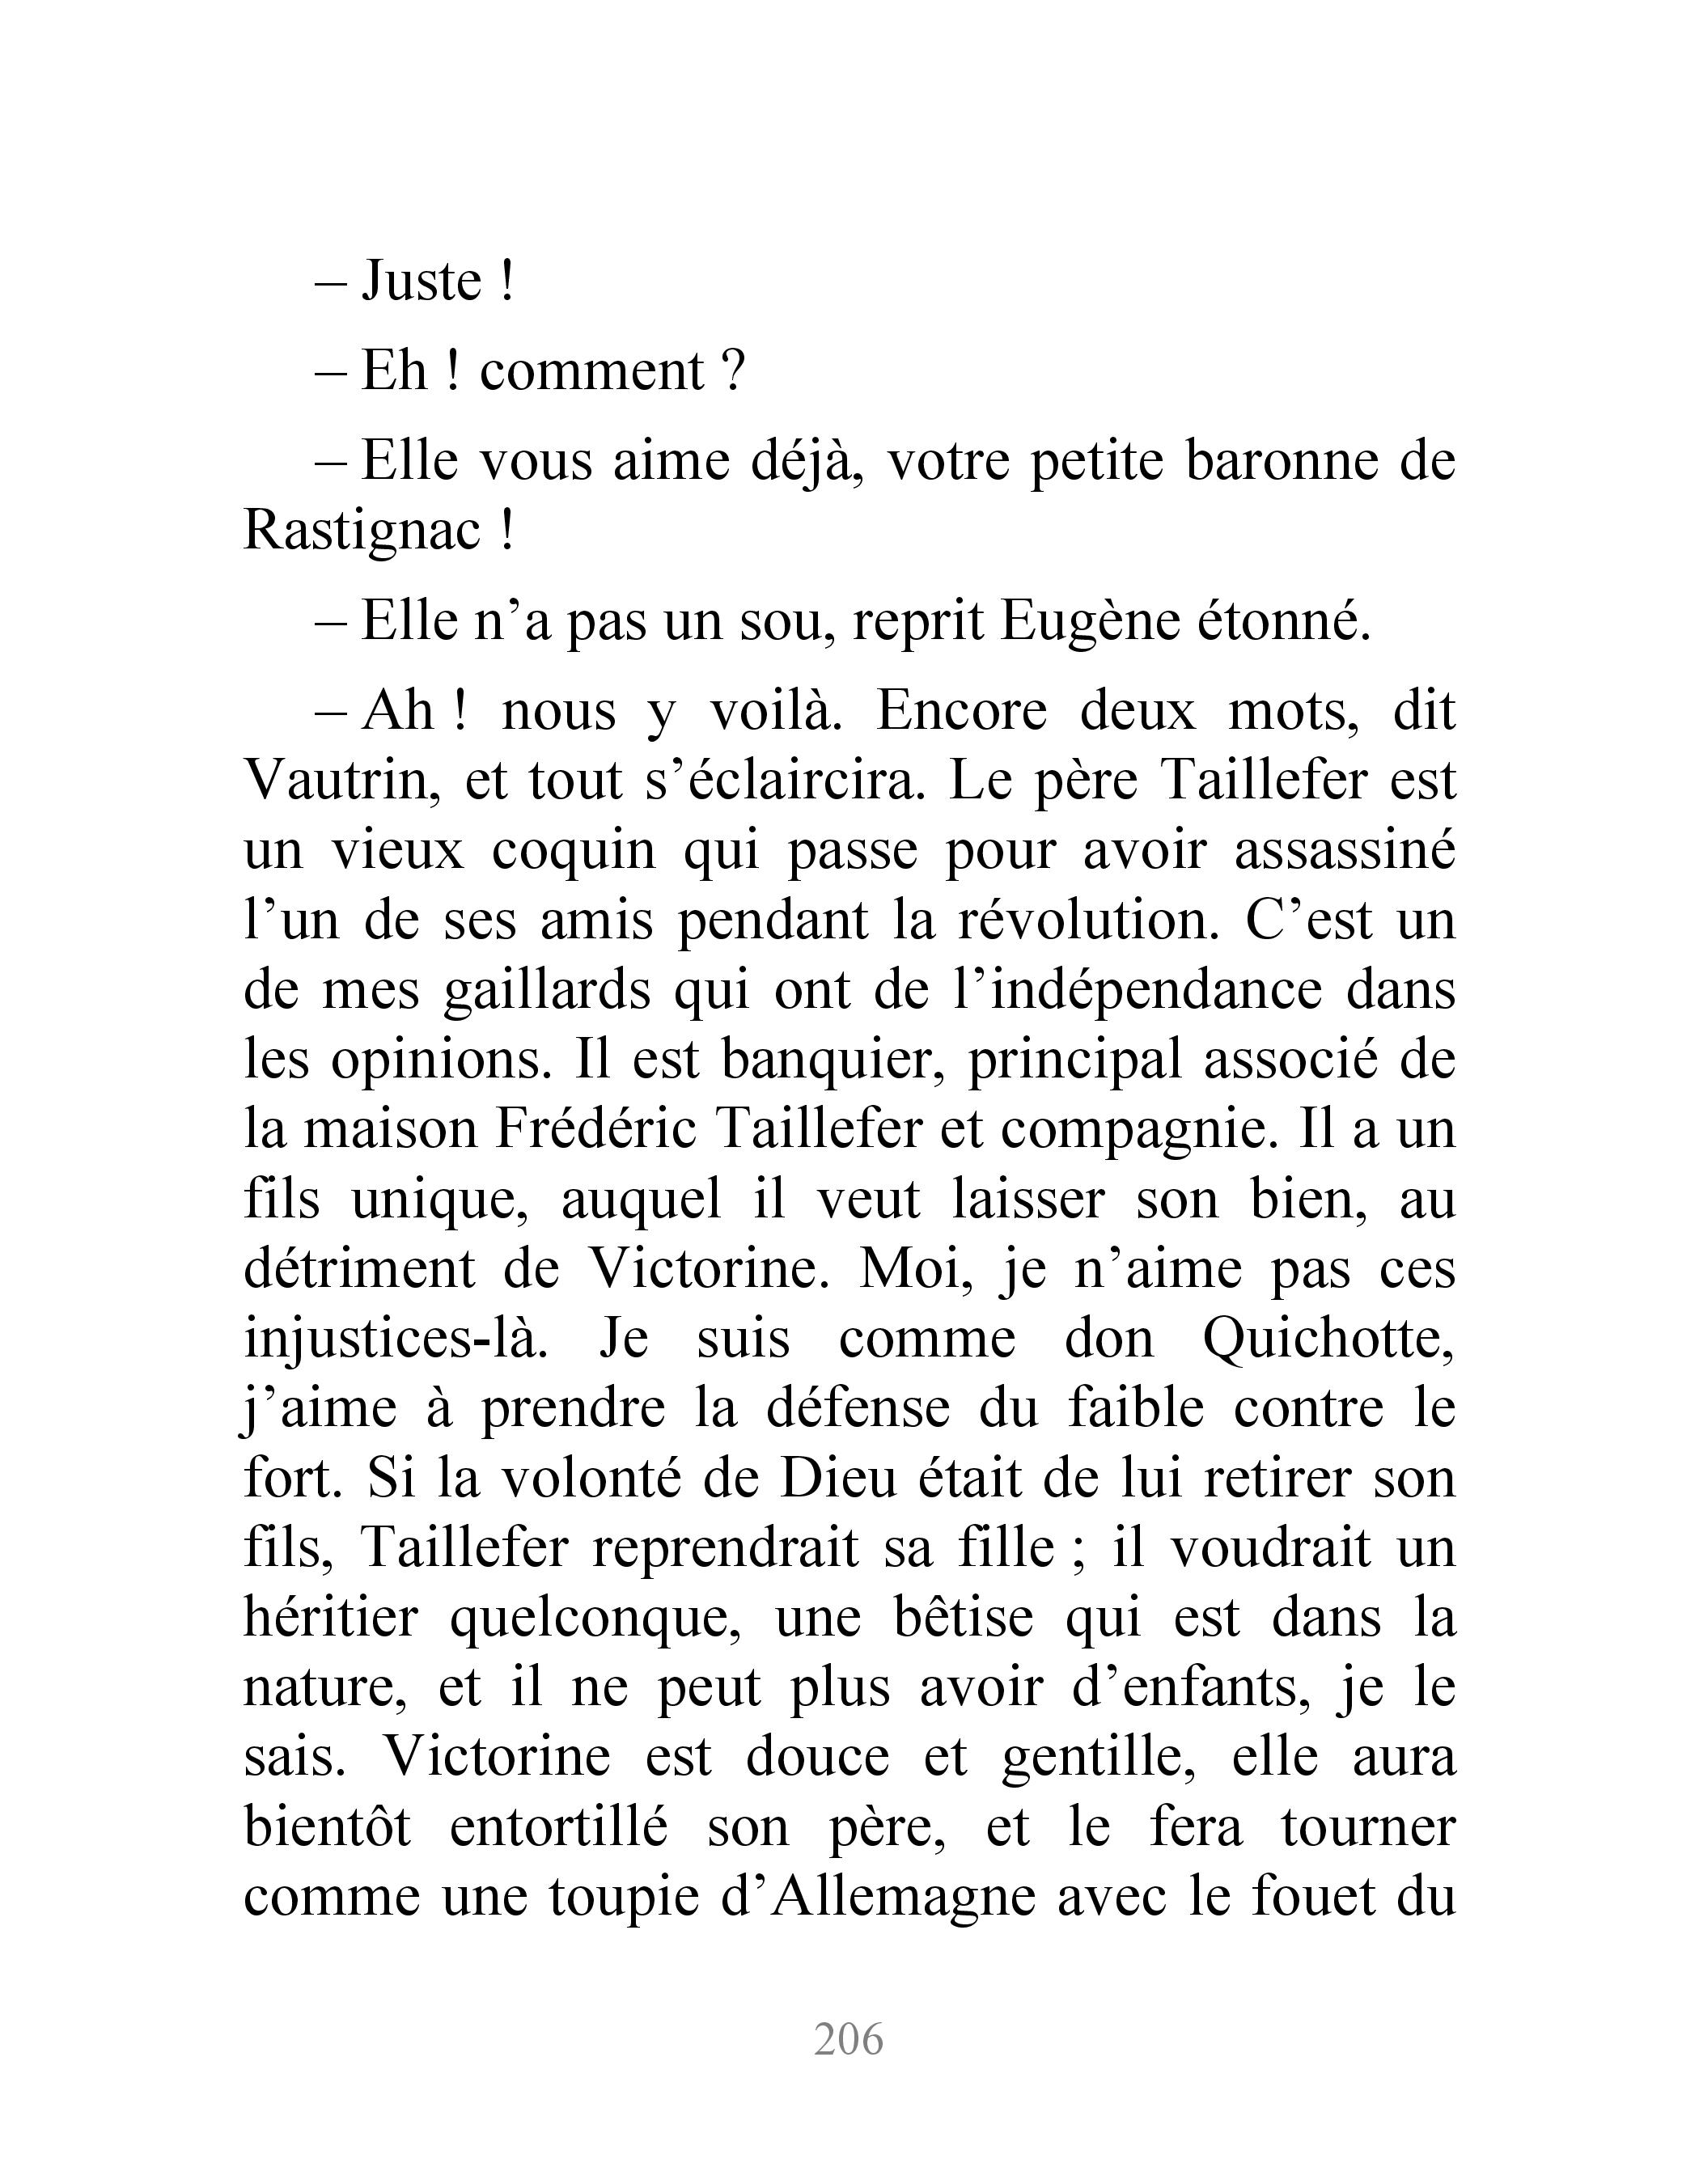 – Juste !
– Eh ! comment ?
– Elle vous aime déjà, votre petite baronne de
Rastignac !
– Elle n’a pas un sou, reprit Eugène étonné.
– Ah ! nous y voilà. Encore deux mots, dit
Vautrin, et tout s’éclaircira. Le père Taillefer est
un vieux coquin qui passe pour avoir assassiné
l’un de ses amis pendant la révolution. C’est un
de mes gaillards qui ont de l’indépendance dans
les opinions. Il est banquier, principal associé de
la maison Frédéric Taillefer et compagnie. Il a un
fils unique, auquel il veut laisser son bien, au
détriment de Victorine. Moi, je n’aime pas ces
injustices-là. Je suis comme don Quichotte,
j’aime à prendre la défense du faible contre le
fort. Si la volonté de Dieu était de lui retirer son
fils, Taillefer reprendrait sa fille ; il voudrait un
héritier quelconque, une bêtise qui est dans la
nature, et il ne peut plus avoir d’enfants, je le
sais. Victorine est douce et gentille, elle aura
bientôt entortillé son père, et le fera tourner
comme une toupie d’Allemagne avec le fouet du
206